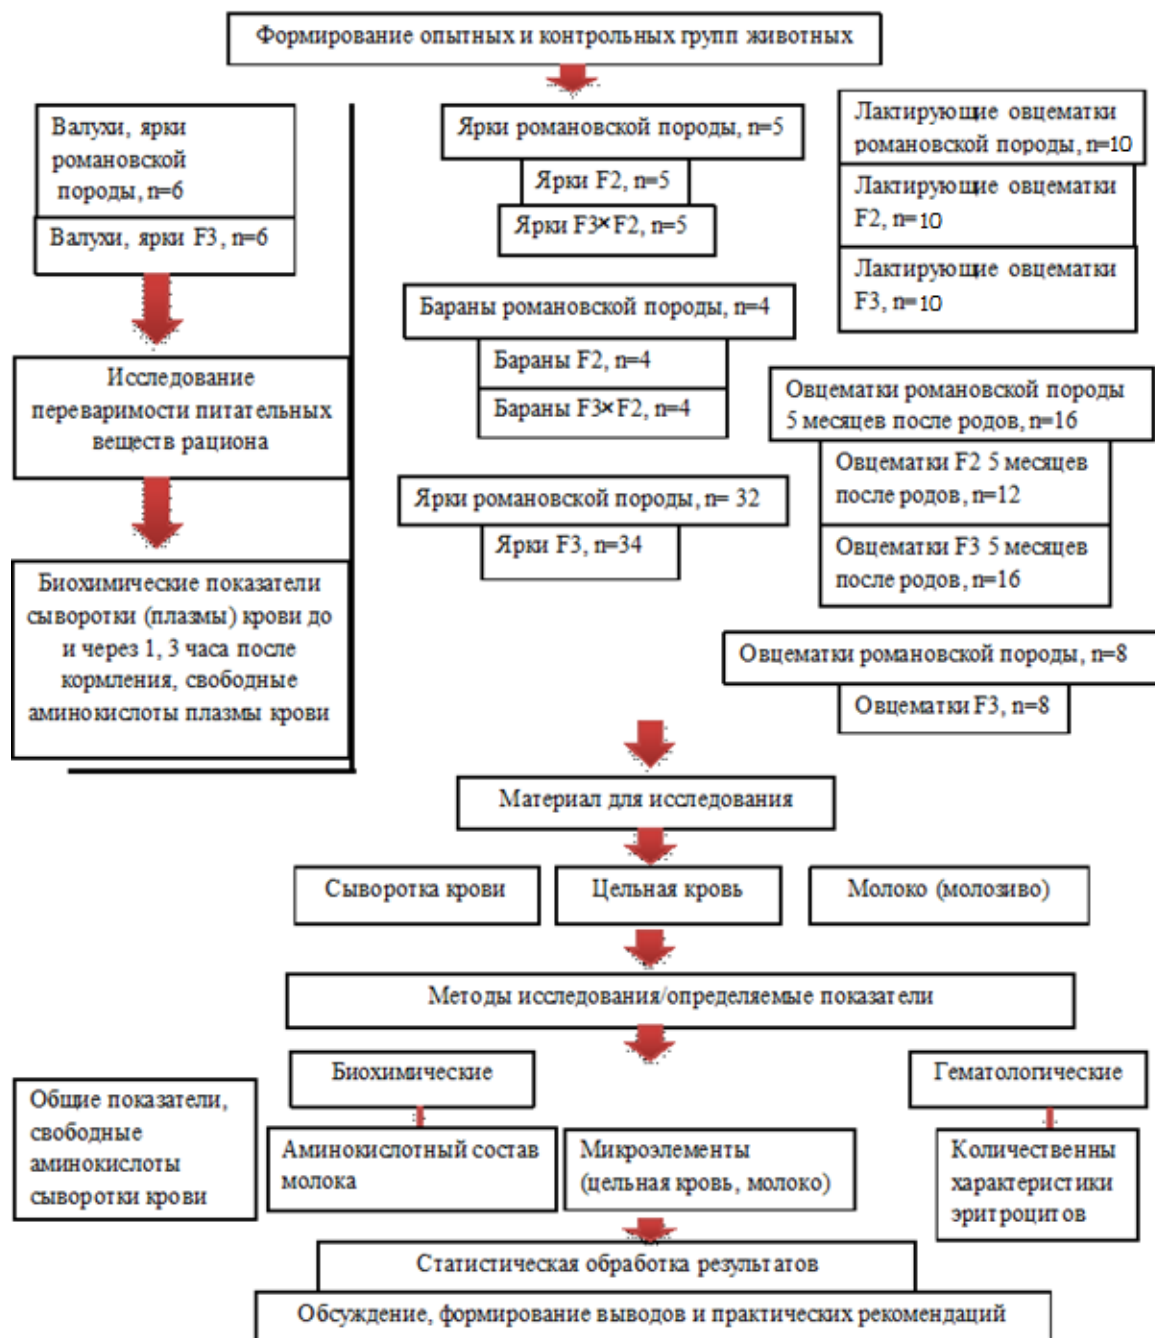 Формирование опытных и контрольных групп животных
Валухи, ярки
романовской
породы, n=6
Валухи, ярки F3, n=6
Исследование
переваримости питательных
веществ рациона
Биохимические показатели
сыворотки (плазмы) крови до
и через 1, 3 часа после
кормления, свободные
аминокислоты плазмы крови
Ярки романовской породы, n=5
Ярки F2, n=5
Ярки F3×F2, n=5
Бараны романовской породы, n=4
Бараны F2, n=4
Бараны F3×F2, n=4
Ярки романовской породы, n= 32
Ярки F3, n=34
Лактирующие овцематки
романовской породы, n=10
Лактирующие овцематки
F2, n=10
Лактирующие овцематки
F3, n=10
Овцематки романовской породы
5 месяцев после родов, n=16
Овцематки F2 5 месяцев
после родов, n=12
Овцематки F3 5 месяцев
после родов, n=16
Овцематки романовской породы, n=8
Овцематки F3, n=8
Материал для исследования
Сыворотка крови
Цельная кровь
Молоко (молозиво)
Методы исследования/определяемые показатели
Биохимические
Гематологические
Общие показатели,
свободные
аминокислоты
сыворотки крови
Аминокислотный состав
молока
Микроэлементы
(цельная кровь, молоко)
Количественны
характеристики
эритроцитов
Статистическая обработка результатов
Обсуждение, формирование выводов и практических рекомендаций